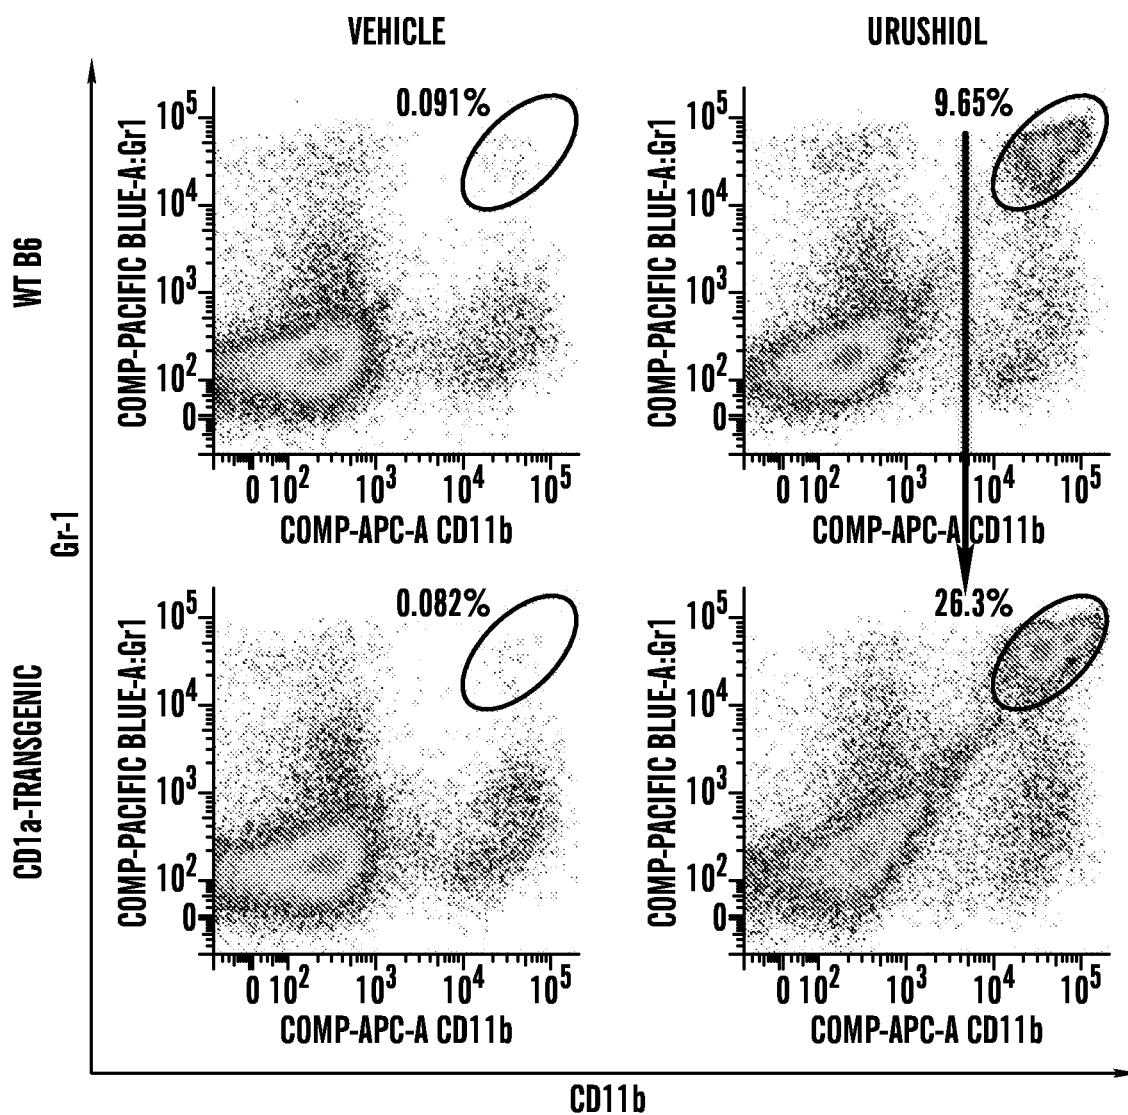 VEHICLE
URUSHIOL
WT B6
Gr-1
CD1a-TRANSGENIC
COMP-PACIFIC BLUE-A:Gr1
10^5
10^4
10^3
10^2
0
0.091%
0 10^2 10^3 10^4 10^5
COMP-APC-A CD11b
COMP-PACIFIC BLUE-A:Gr1
10^5
10^4
10^3
10^2
0
9.65%
0 10^2 10^3 10^4 10^5
COMP-APC-A CD11b
COMP-PACIFIC BLUE-A:Gr1
10^5
10^4
10^3
10^2
0
0.082%
0 10^2 10^3 10^4 10^5
COMP-APC-A CD11b
COMP-PACIFIC BLUE-A:Gr1
10^5
10^4
10^3
10^2
0
26.3%
0 10^2 10^3 10^4 10^5
COMP-APC-A CD11b
CD11b